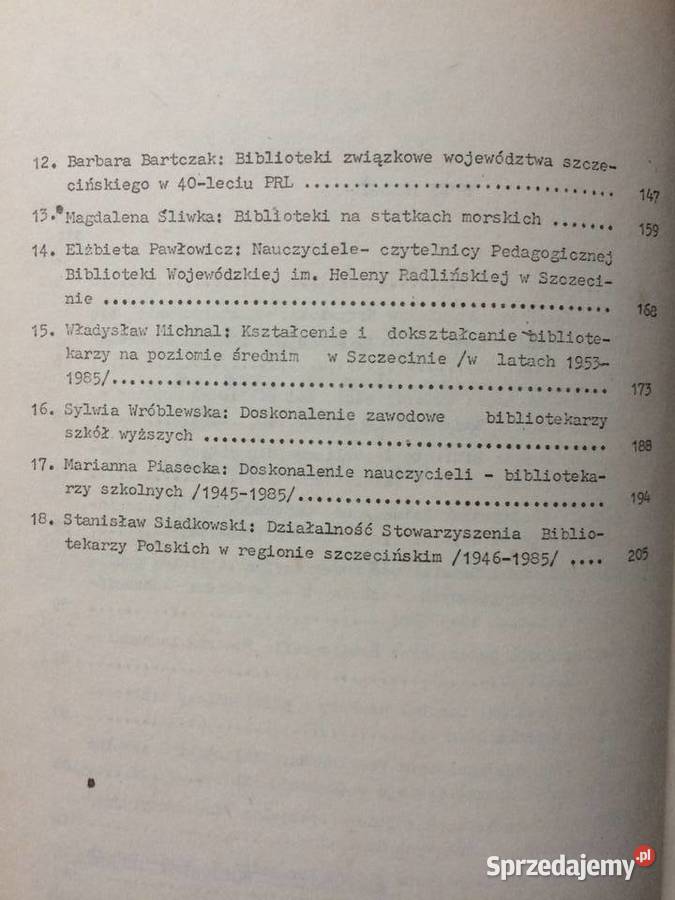 12. Barbara Bartczak: Biblioteki związkowe województwa szcze-
cińskiego w 40-leciu PRL ................................ 147
13. Magdalena Śliwka: Biblioteki na statkach morskich ....... 159
14. Elżbieta Pawłowicz: Nauczyciele- czytelnicy Pedagogicznej
Biblioteki Wojewódzkiej im. Heleny Radlińskiej w Szczeci-
nie ..................................................... 168
15. Władysław Michnal: Kształcenie i dokształcanie bibliote-
karzy na poziomie średnim w Szczecinie /w latach 1953-
1985/.................................................... 173
16. Sylwia Wróblewska: Doskonalenie zawodowe bibliotekarzy
szkół wyższych .......................................... 188
17. Marianna Piasecka: Doskonalenie nauczycieli - biblioteka-
rzy szkolnych /1945-1985/................................ 194
18. Stanisław Siadkowski: Działalność Stowarzyszenia Biblio-
tekarzy Polskich w regionie szczecińskim /1946-1985/ .... 205
Sprzedajemy.pl